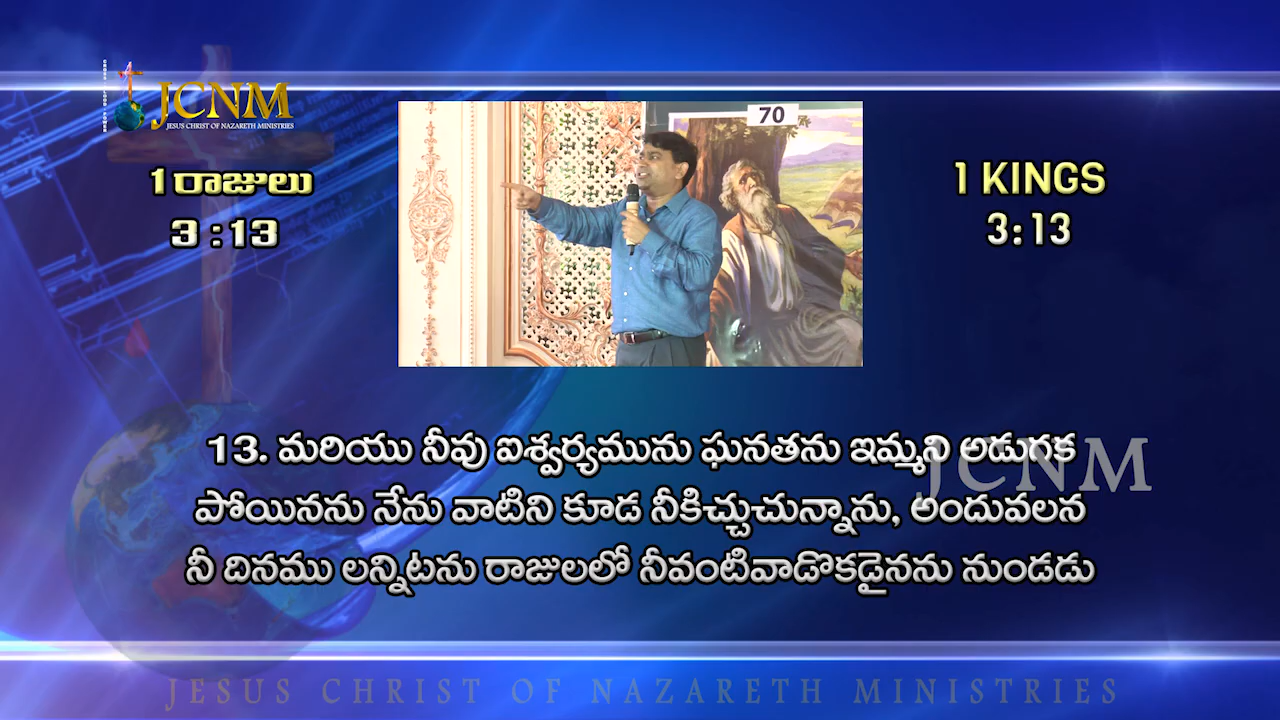 JCNM
JESUS CHRIST OF NAZARETH MINISTRIES
1 రాజులు
3 : 13
70
1 KINGS
3: 13
13. మరియు నీవు ఐశ్వర్యమును ఘనతను ఇమ్మని అడుగక
పోయినను నేను వాటిని కూడ నీకిచ్చుచున్నాను, అందువలన
నీ దినము లన్నిటను రాజులలో నీవంటివాడొకడైనను నుండడు
JCNM
JESUS CHRIST OF NAZARETH MINISTRIES